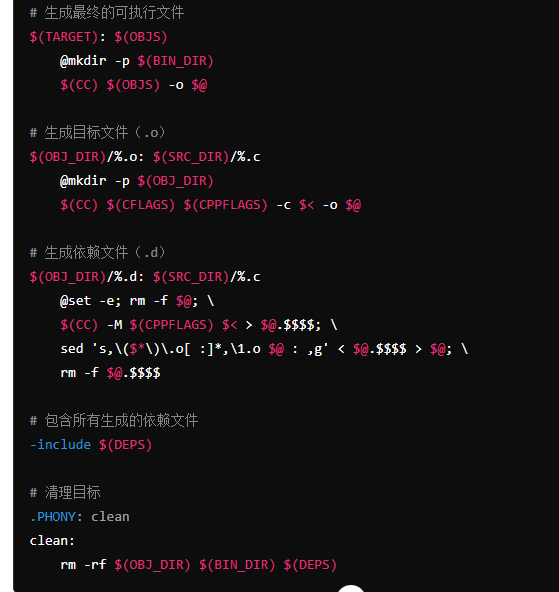 # 生成最终的可执行文件
$(TARGET): $(OBJS)
    @mkdir -p $(BIN_DIR)
    $(CC) $(OBJS) -o $@

# 生成目标文件（.o）
$(OBJ_DIR)/%.o: $(SRC_DIR)/%.c
    @mkdir -p $(OBJ_DIR)
    $(CC) $(CFLAGS) $(CPPFLAGS) -c $< -o $@

# 生成依赖文件（.d）
$(OBJ_DIR)/%.d: $(SRC_DIR)/%.c
    @set -e; rm -f $@; \
    $(CC) -M $(CPPFLAGS) $< > $@.$$$$; \
    sed 's,\($*\)\.o[ :]*,\1.o $@ : ,g' < $@.$$$$ > $@; \
    rm -f $@.$$$$

# 包含所有生成的依赖文件
-include $(DEPS)

# 清理目标
.PHONY: clean
clean:
    rm -rf $(OBJ_DIR) $(BIN_DIR) $(DEPS)